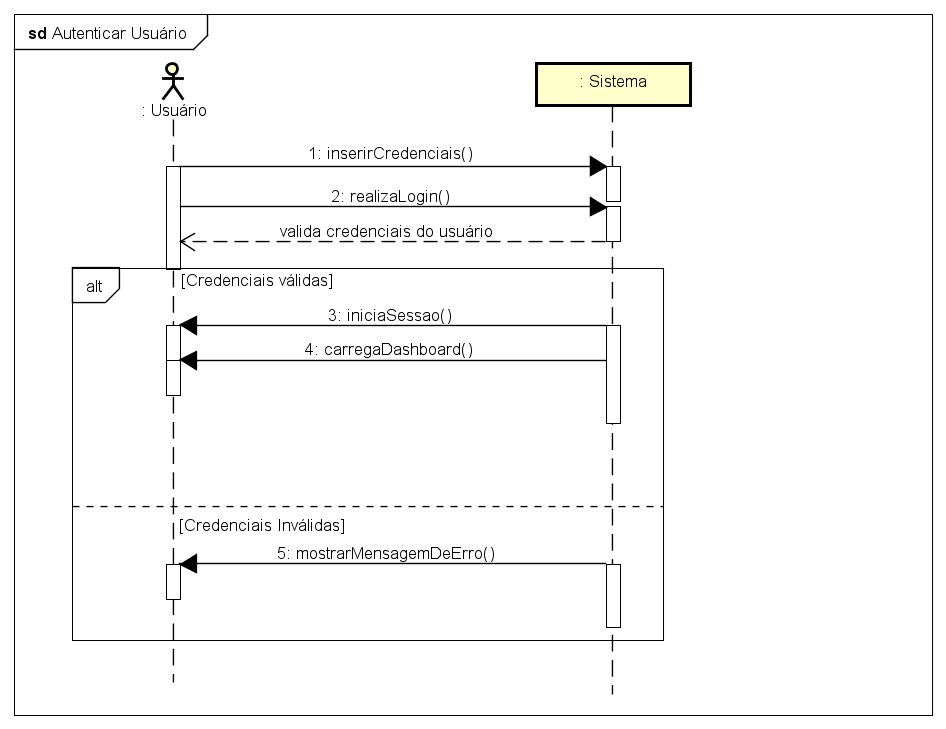 sd Autenticar Usuário
: Usuário
: Sistema
1: inserirCredenciais()
2: realizaLogin()
valida credenciais do usuário
alt
[Credenciais válidas]
3: iniciaSessao()
4: carregaDashboard()
[Credenciais Inválidas]
5: mostrarMensagemDeErro()